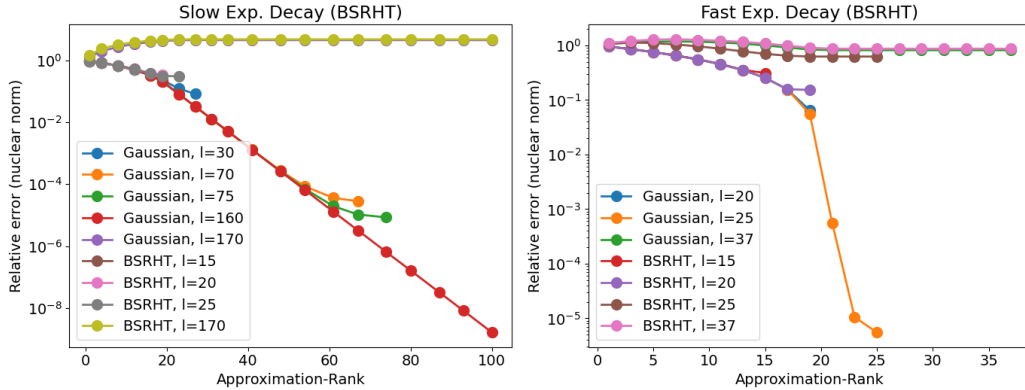 Slow Exp. Decay (BSRHT)
Relative error (nuclear norm)
10^0
10^-2
10^-4
10^-6
10^-8
Gaussian, l=30
Gaussian, l=70
Gaussian, l=75
Gaussian, l=160
Gaussian, l=170
BSRHT, l=15
BSRHT, l=20
BSRHT, l=25
BSRHT, l=170
0 20 40 60 80 100
Approximation-Rank
Fast Exp. Decay (BSRHT)
Relative error (nuclear norm)
10^0
10^-1
10^-2
10^-3
10^-4
10^-5
Gaussian, l=20
Gaussian, l=25
Gaussian, l=37
BSRHT, l=15
BSRHT, l=20
BSRHT, l=25
BSRHT, l=37
0 5 10 15 20 25 30 35
Approximation-Rank